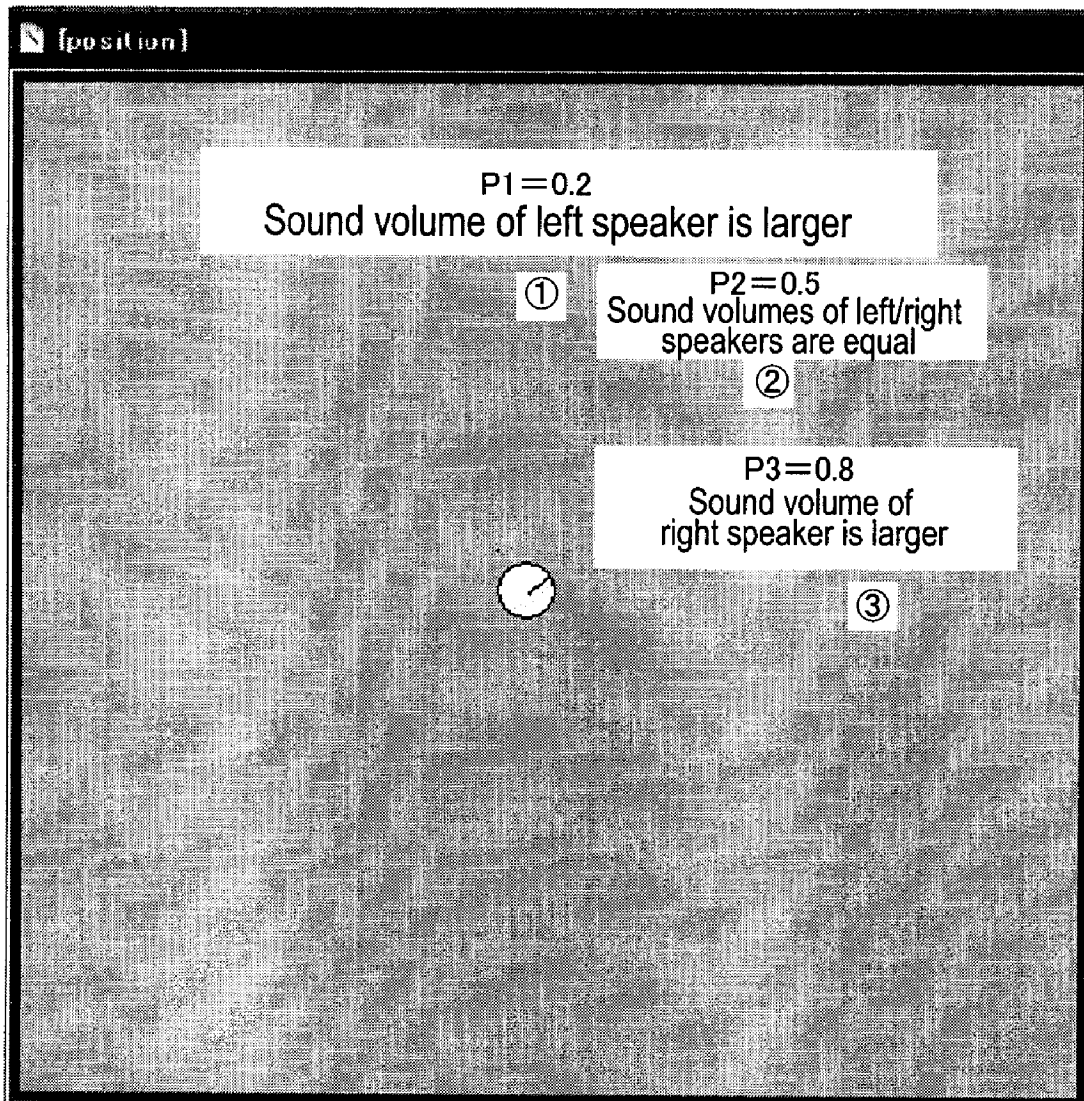 [position]
P1=0.2
Sound volume of left speaker is larger
①
P2=0.5
Sound volumes of left/right
speakers are equal
②
P3=0.8
Sound volume of
right speaker is larger
③